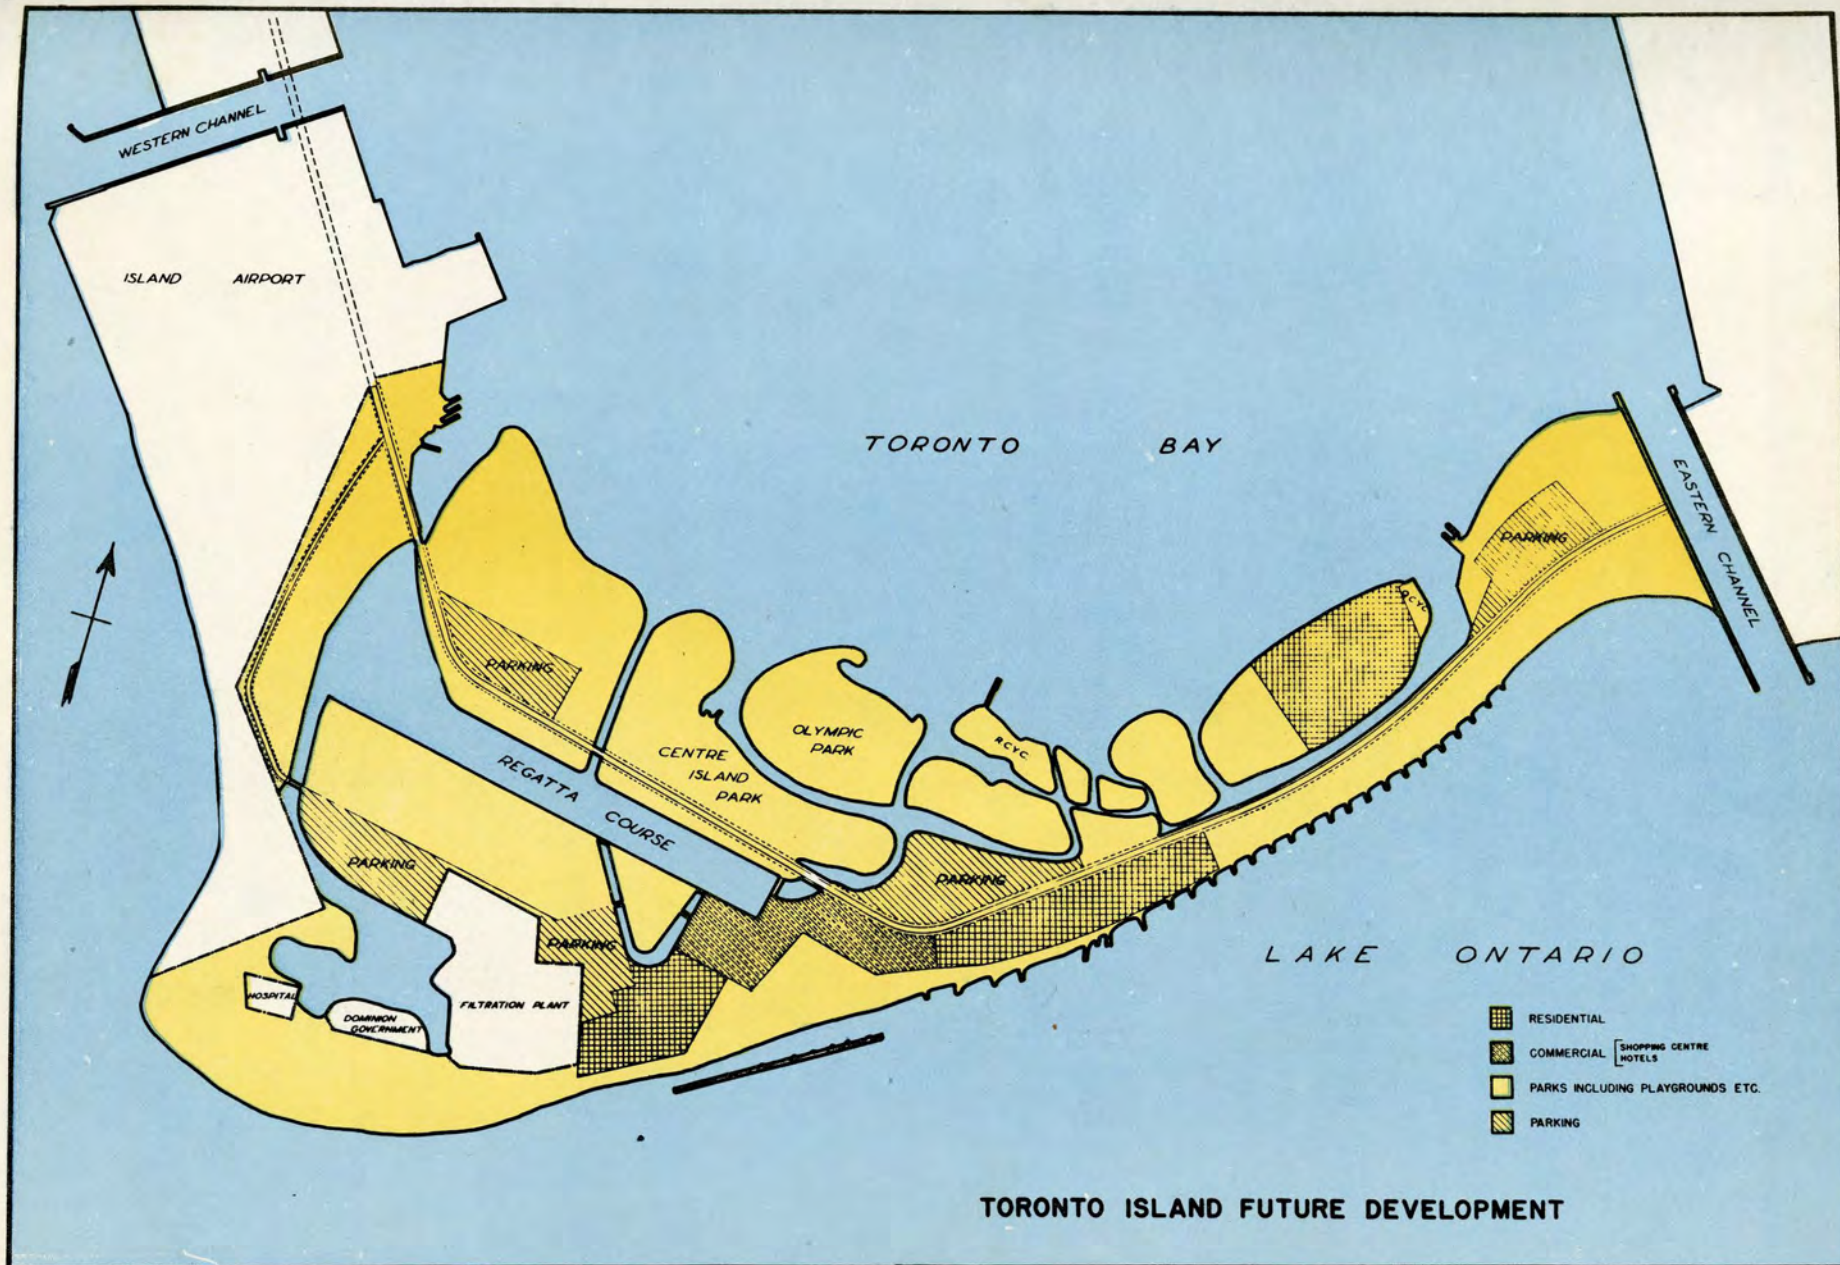 WESTERN CHANNEL
ISLAND AIRPORT
TORONTO BAY
EASTERN CHANNEL
PARKING
RCYC
PARKING
OLYMPIC
PARK
RCYC
CENTRE
ISLAND
PARK
REGATTA COURSE
PARKING
PARKING
PARKING
HOSPITAL
DOMINION
GOVERNMENT
FILTRATION PLANT
LAKE ONTARIO
RESIDENTIAL
COMMERCIAL [SHOPPING CENTRE
HOTELS
PARKS INCLUDING PLAYGROUNDS ETC.
PARKING
TORONTO ISLAND FUTURE DEVELOPMENT